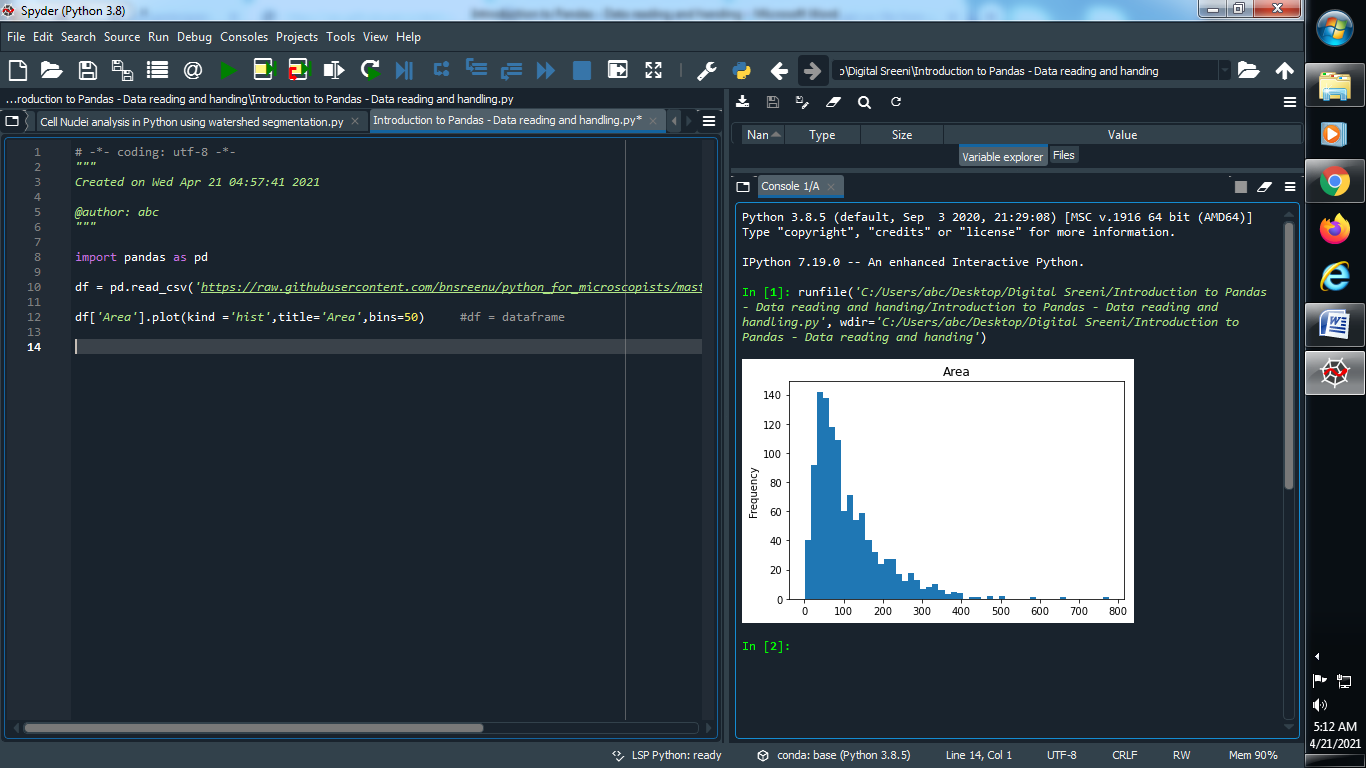 Spyder (Python 3.8)
File Edit Search Source Run Debug Consoles Projects Tools View Help
ɔ\Digital Sreeni\Introduction to Pandas - Data reading and handing
...roduction to Pandas - Data reading and handing\Introduction to Pandas - Data reading and handling.py
Cell Nuclei analysis in Python using watershed segmentation.py
Introduction to Pandas - Data reading and handling.py*
1 # -*- coding: utf-8 -*-
2 """
3 Created on Wed Apr 21 04:57:41 2021
4
5 @author: abc
6 """
7
8 import pandas as pd
9
10 df = pd.read_csv('https://raw.githubusercontent.com/bnsreenu/python_for_microscopists/mast
11
12 df['Area'].plot(kind ='hist',title='Area',bins=50) #df = dataframe
13
14
Nan Type Size Value
Variable explorer Files
Console 1/A
Python 3.8.5 (default, Sep  3 2020, 21:29:08) [MSC v.1916 64 bit (AMD64)]
Type "copyright", "credits" or "license" for more information.
IPython 7.19.0 -- An enhanced Interactive Python.
In [1]: runfile('C:/Users/abc/Desktop/Digital Sreeni/Introduction to Pandas
- Data reading and handing/Introduction to Pandas - Data reading and
handling.py', wdir='C:/Users/abc/Desktop/Digital Sreeni/Introduction to
Pandas - Data reading and handing')
Area
Frequency
140
120
100
80
60
40
20
0
0 100 200 300 400 500 600 700 800
In [2]:
LSP Python: ready conda: base (Python 3.8.5) Line 14, Col 1 UTF-8 CRLF RW Mem 90%
5:12 AM
4/21/2021